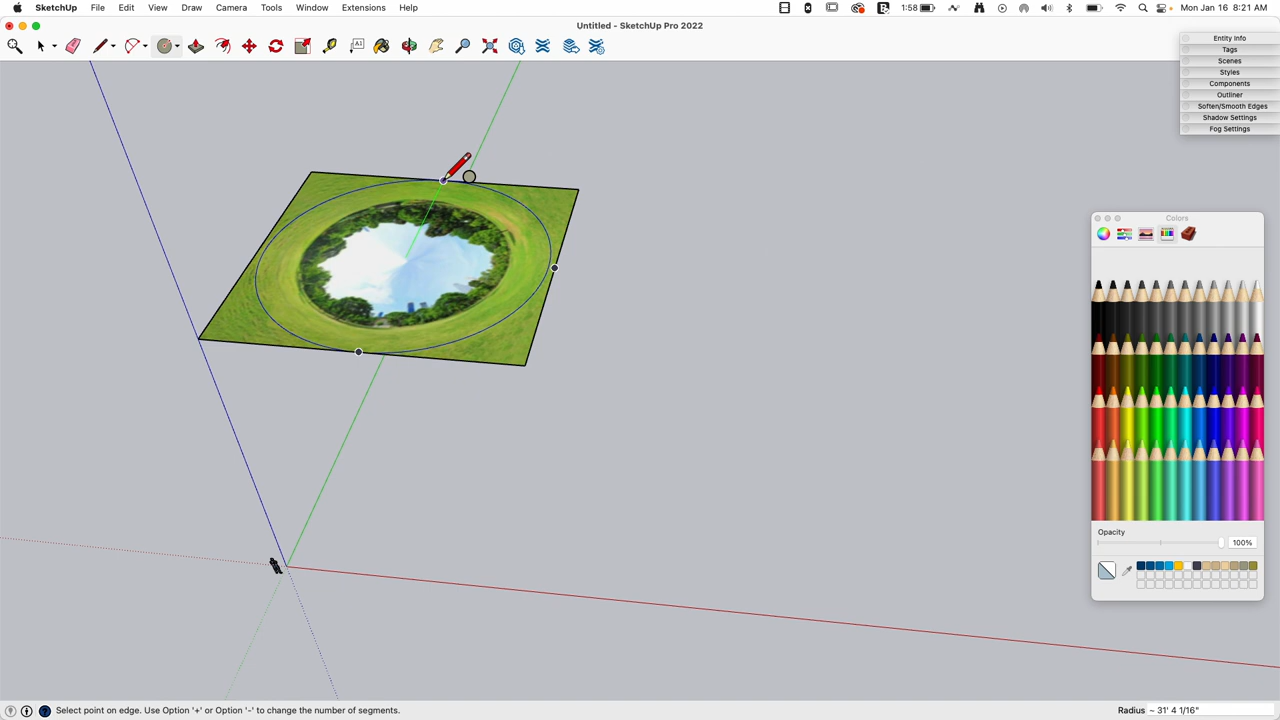 SketchUp File Edit View Draw Camera Tools Window Extensions Help
1:58
Mon Jan 16 8:21 AM
Untitled - SketchUp Pro 2022
A1
Entity Info
Tags
Scenes
Styles
Components
Outliner
Soften/Smooth Edges
Shadow Settings
Fog Settings
Colors
Opacity
100%
Select point on edge. Use Option '+' or Option '-' to change the number of segments.
Radius ~ 31' 4 1/16"